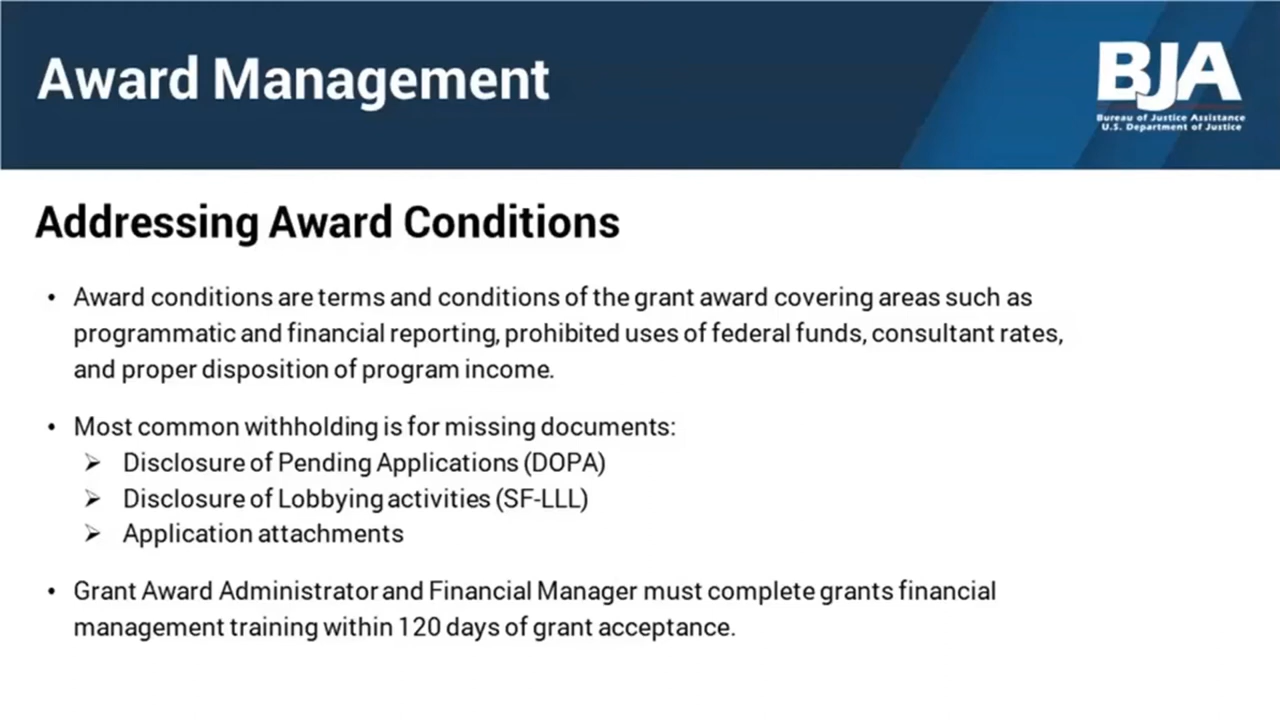 Award Management
BJA
Bureau of Justice Assistance
U.S. Department of Justice
Addressing Award Conditions
• Award conditions are terms and conditions of the grant award covering areas such as
programmatic and financial reporting, prohibited uses of federal funds, consultant rates,
and proper disposition of program income.
• Most common withholding is for missing documents:
➢ Disclosure of Pending Applications (DOPA)
➢ Disclosure of Lobbying activities (SF-LLL)
➢ Application attachments
• Grant Award Administrator and Financial Manager must complete grants financial
management training within 120 days of grant acceptance.